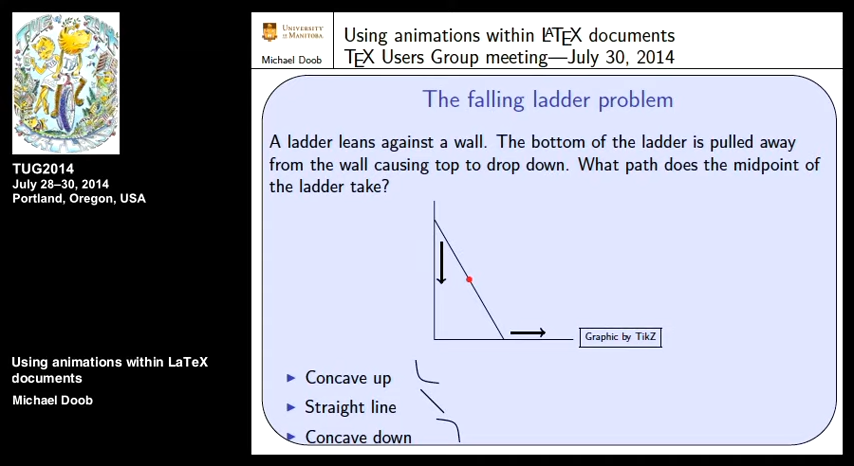 TUG2014
July 28–30, 2014
Portland, Oregon, USA
Using animations within LaTeX
documents
Michael Doob
UNIVERSITY
OF MANITOBA
Michael Doob
Using animations within LATEX documents
TEX Users Group meeting—July 30, 2014
The falling ladder problem
A ladder leans against a wall. The bottom of the ladder is pulled away
from the wall causing top to drop down. What path does the midpoint of
the ladder take?
Graphic by TikZ
Concave up
Straight line
Concave down